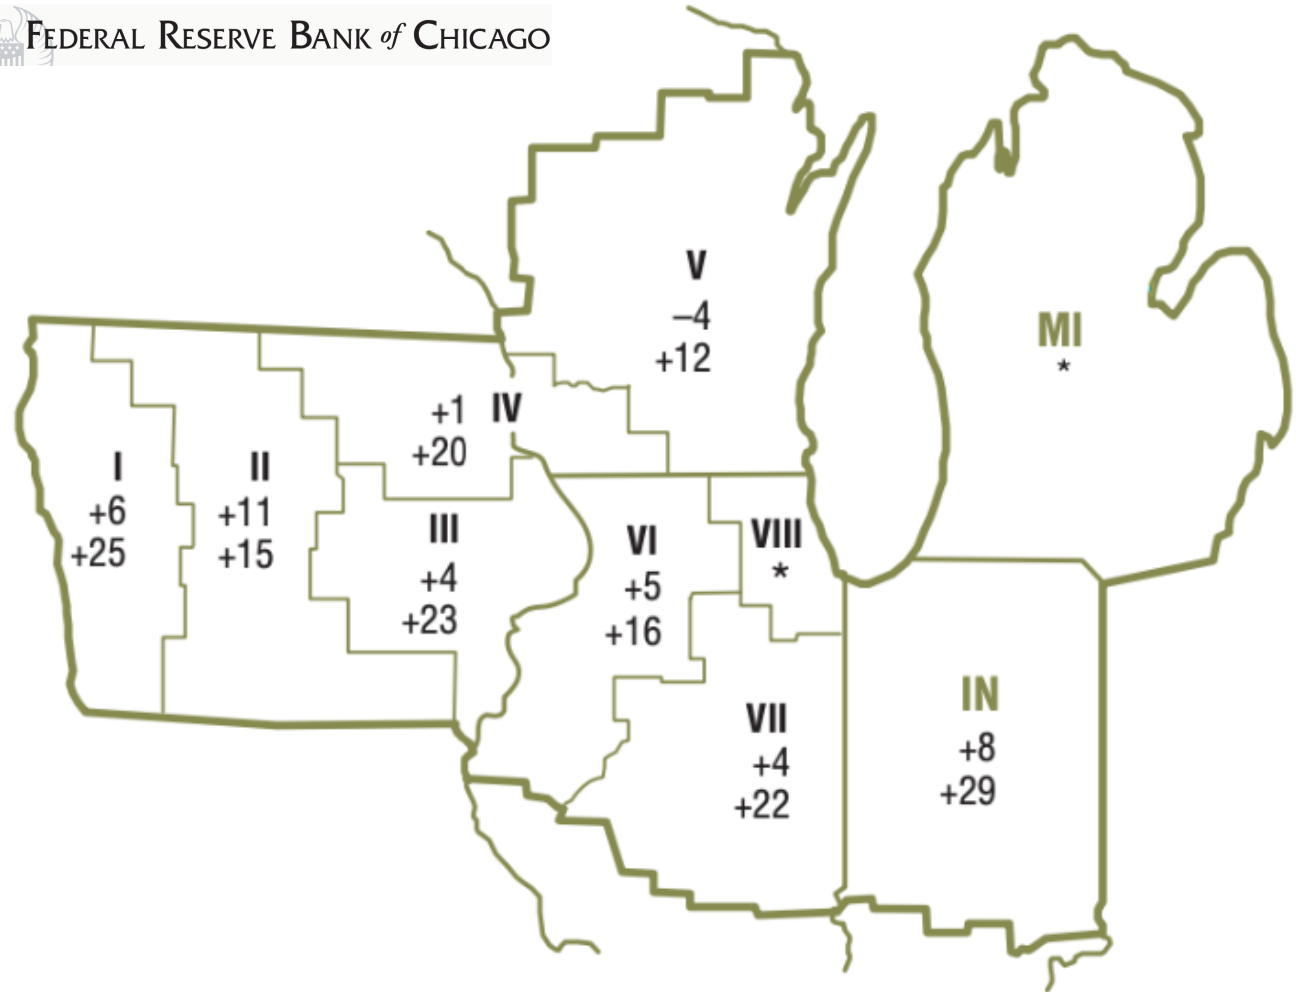 FEDERAL RESERVE BANK of CHICAGO
V
–4
+12
MI
*
IV
+1
+20
I
+6
+25
II
+11
+15
III
+4
+23
VI
+5
+16
VIII
*
VII
+4
+22
IN
+8
+29